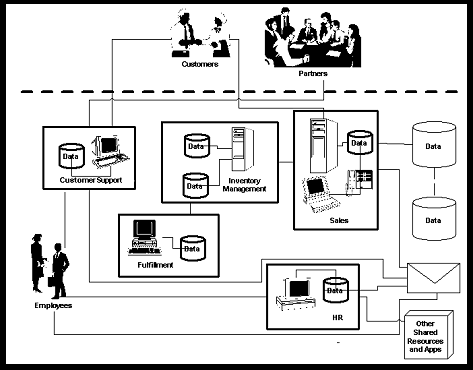 Customers
Partners
Data
Customer Support
Data
Data
Inventory
Management
Data
Sales
Data
Data
Data
Fulfillment
Employees
Data
HR
Other
Shared
Resources
and Apps